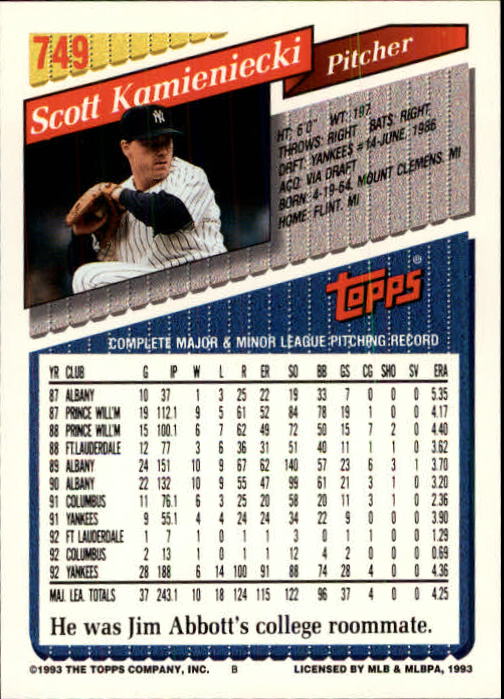 749
Scott Kamieniecki
Pitcher
NY
HT: 6'0" WT: 197
THROWS: RIGHT BATS: RIGHT
DRFT: YANKEES #14-JUNE, 1986
ACQ: VIA DRAFT
BORN: 4-19-64, MOUNT CLEMENS, MI
HOME: FLINT, MI
TOPPS®
COMPLETE MAJOR & MINOR LEAGUE PITCHING RECORD
YR CLUB G IP W L R ER SO BB GS CG SHO SV ERA
87 ALBANY 10 37 1 3 25 22 19 33 7 0 0 0 5.35
87 PRINCE WILL'M 19 112.1 9 5 61 52 84 78 19 1 0 0 4.17
88 PRINCE WILL'M 15 100.1 6 7 62 49 72 50 15 7 2 0 4.40
88 FT.LAUDERDALE 12 77 3 6 36 31 51 40 11 1 1 0 3.62
89 ALBANY 24 151 10 9 67 62 140 57 23 6 3 1 3.70
90 ALBANY 22 132 10 9 55 47 99 61 21 3 1 0 3.20
91 COLUMBUS 11 76.1 6 3 25 20 58 20 11 3 1 0 2.36
91 YANKEES 9 55.1 4 4 24 24 34 22 9 0 0 0 3.90
92 FT LAUDERDALE 1 7 1 0 1 1 3 0 1 1 0 0 1.29
92 COLUMBUS 2 13 1 0 1 1 12 4 2 0 0 0 0.69
92 YANKEES 28 188 6 14 100 91 88 74 28 4 0 0 4.36
MAJ. LEA. TOTALS 37 243.1 10 18 124 115 122 96 37 4 0 0 4.25
He was Jim Abbott's college roommate.
©1993 THE TOPPS COMPANY, INC. B LICENSED BY MLB & MLBPA, 1993